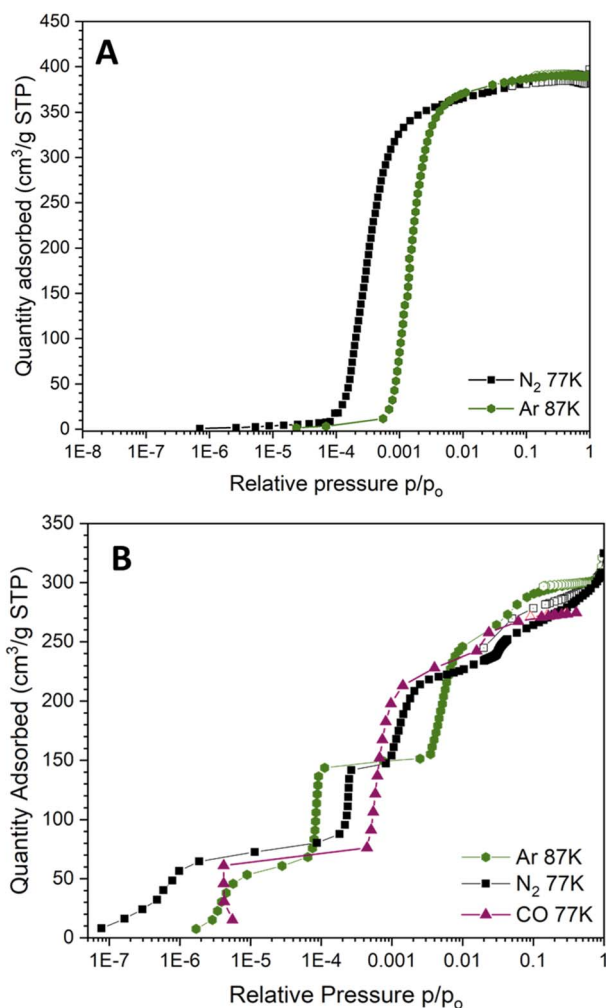 A
450
400
350
300
250
200
150
100
50
0
Quantity adsorbed (cm³/g STP)
N₂ 77K
Ar 87K
1E-8 1E-7 1E-6 1E-5 1E-4 0.001 0.01 0.1 1
Relative pressure p/pₒ
B
350
300
250
200
150
100
50
0
Quantity Adsorbed (cm³/g STP)
Ar 87K
N₂ 77K
CO 77K
1E-7 1E-6 1E-5 1E-4 0.001 0.01 0.1 1
Relative Pressure p/pₒ